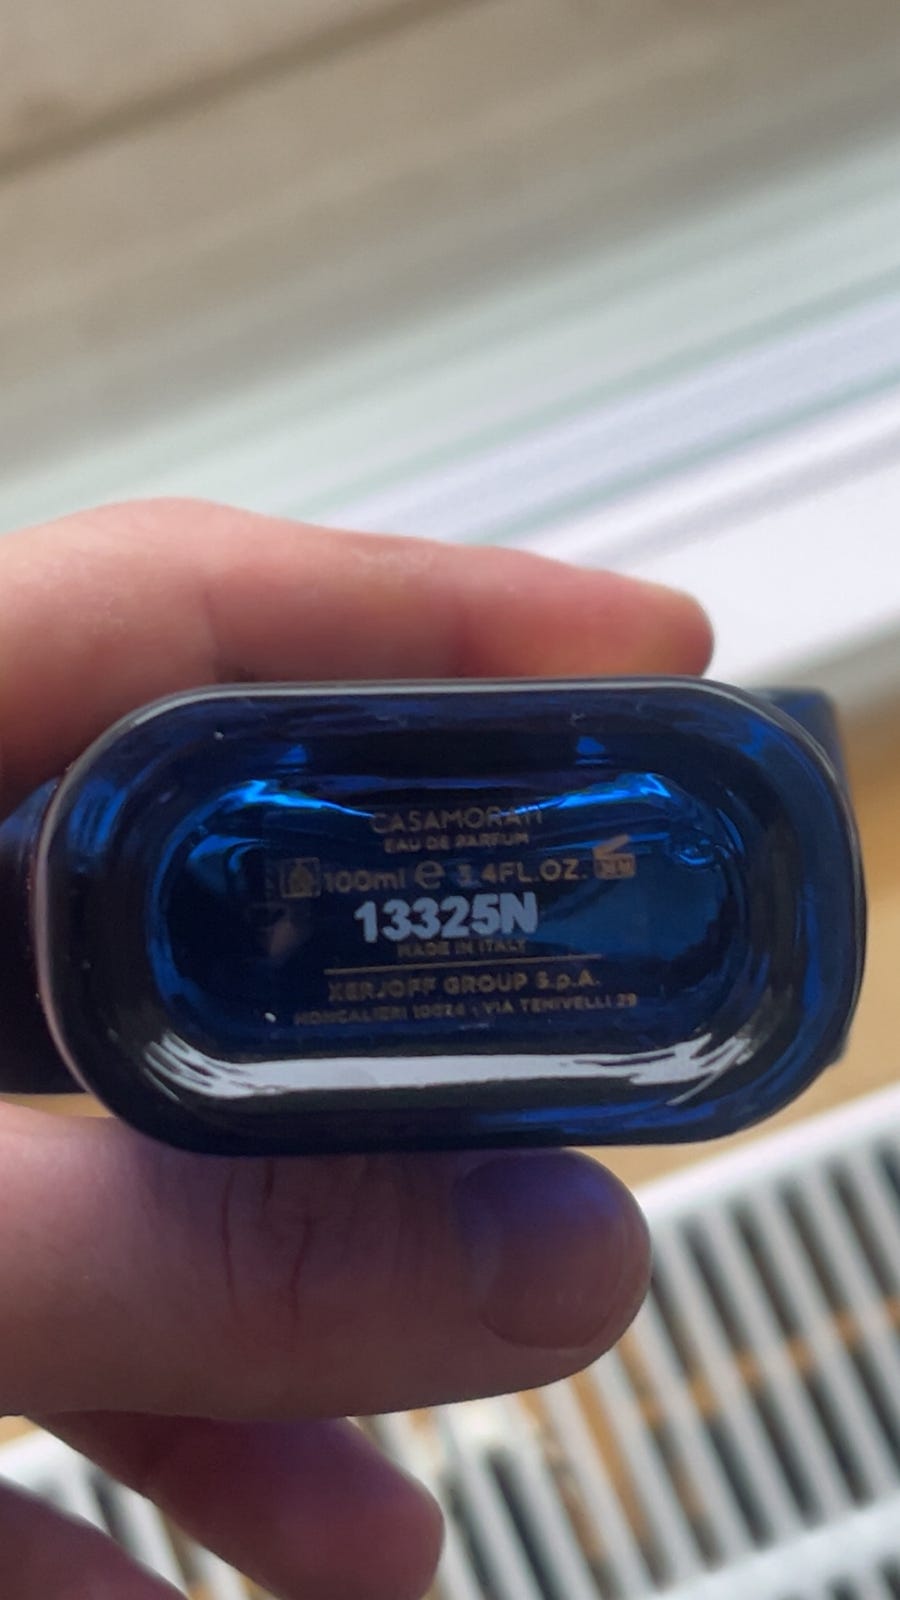 CASAMORATI
EAU DE PARFUM
100ml ℮ 3.4FL.OZ.
13325N
MADE IN ITALY
XERJOFF GROUP S.p.A.
MONCALIERI 10024 - VIA TENIVELLI 29